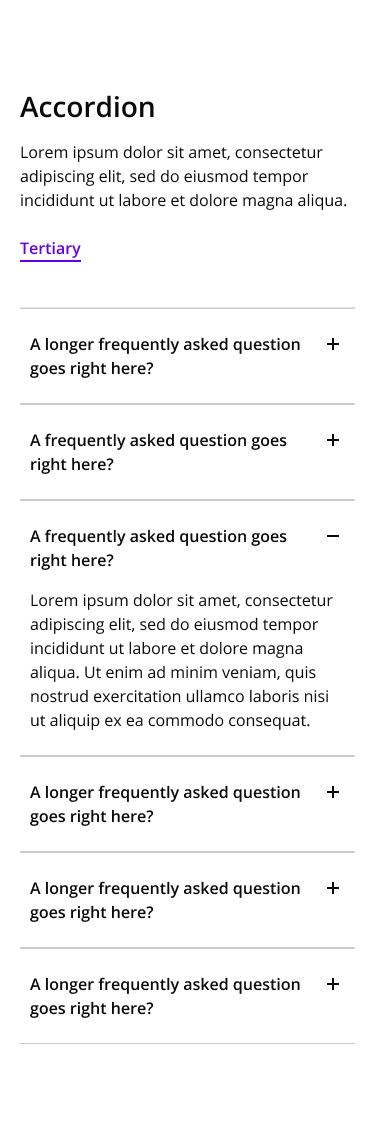 Accordion
Lorem ipsum dolor sit amet, consectetur
adipiscing elit, sed do eiusmod tempor
incididunt ut labore et dolore magna aliqua.
Tertiary
A longer frequently asked question
goes right here?
A frequently asked question goes
right here?
A frequently asked question goes
right here?
Lorem ipsum dolor sit amet, consectetur
adipiscing elit, sed do eiusmod tempor
incididunt ut labore et dolore magna
aliqua. Ut enim ad minim veniam, quis
nostrud exercitation ullamco laboris nisi
ut aliquip ex ea commodo consequat.
A longer frequently asked question
goes right here?
A longer frequently asked question
goes right here?
A longer frequently asked question
goes right here?